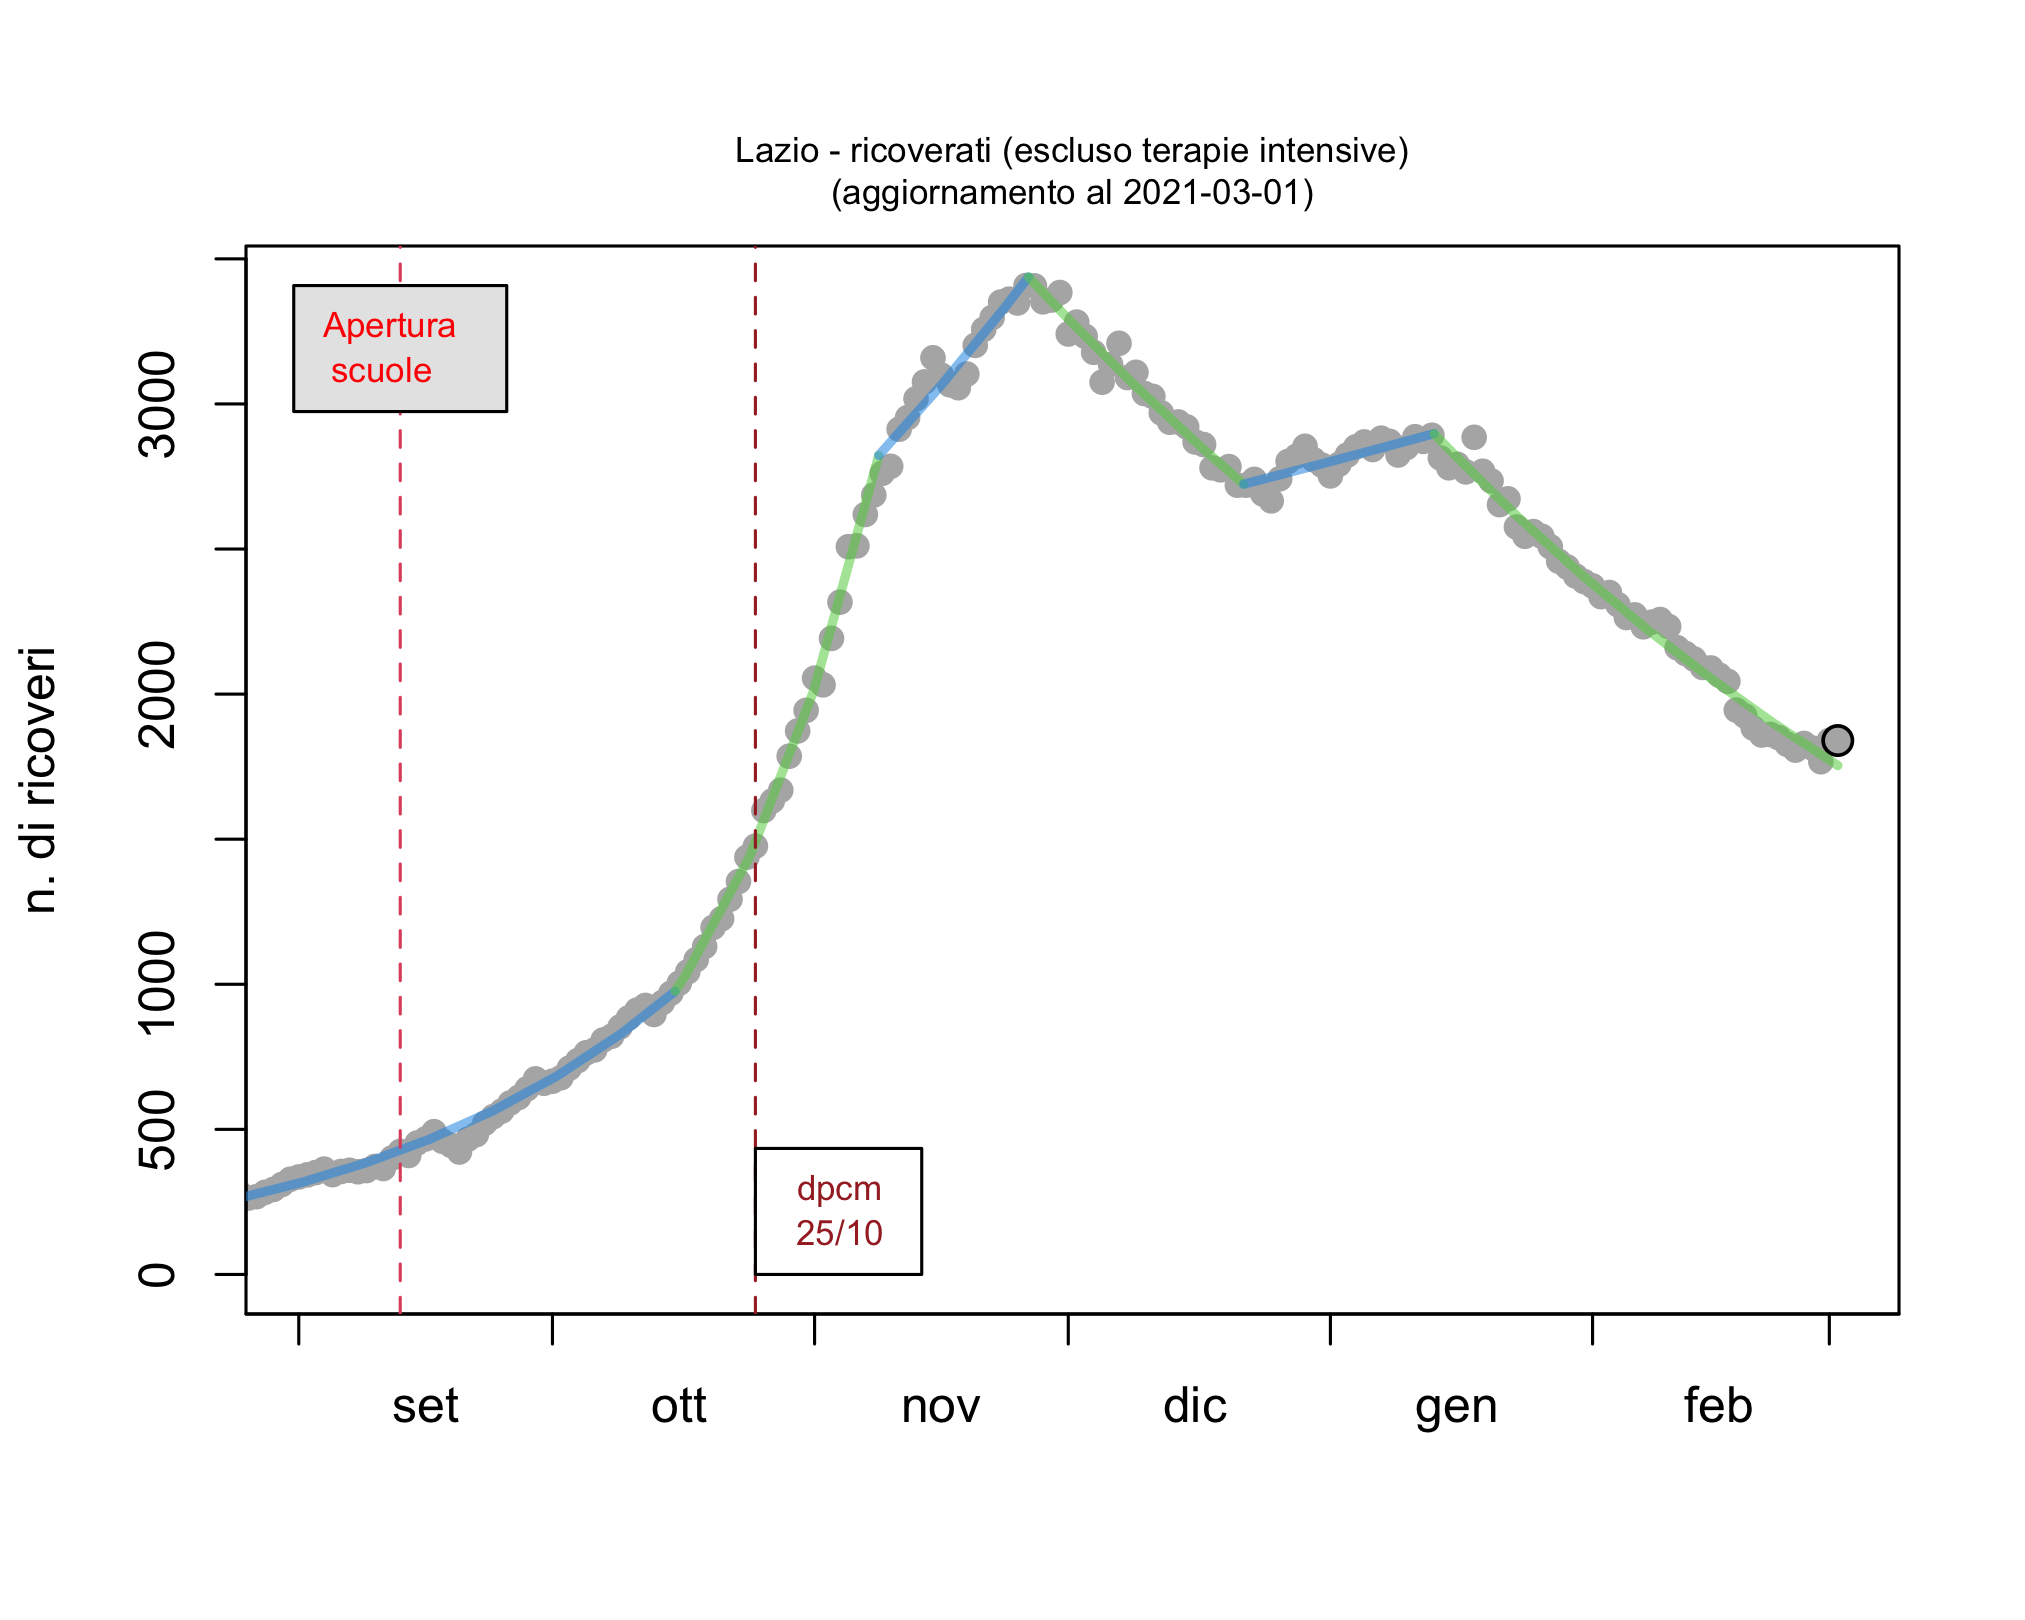 Lazio - ricoverati (escluso terapie intensive)
(aggiornamento al 2021-03-01)
n. di ricoveri
3000
2000
1000
500
0
Apertura
scuole
dpcm
25/10
set ott nov dic gen feb